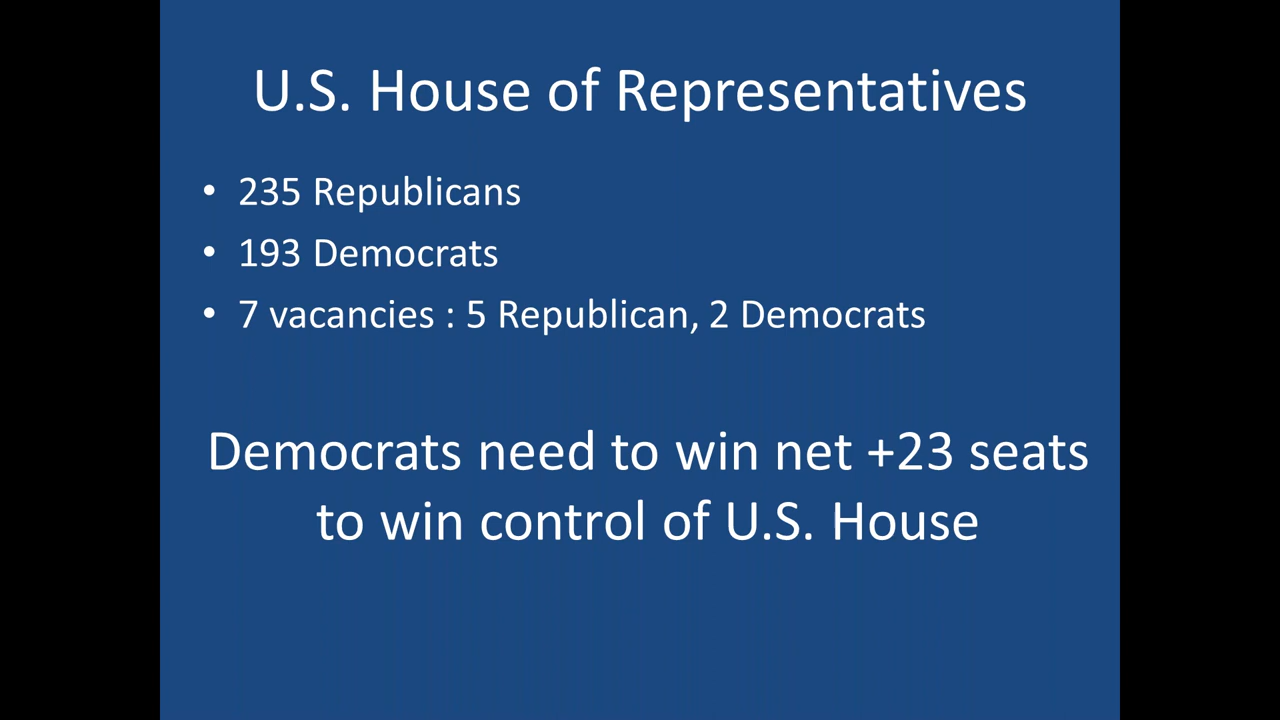 U.S. House of Representatives
• 235 Republicans
• 193 Democrats
• 7 vacancies : 5 Republican, 2 Democrats
Democrats need to win net +23 seats
to win control of U.S. House